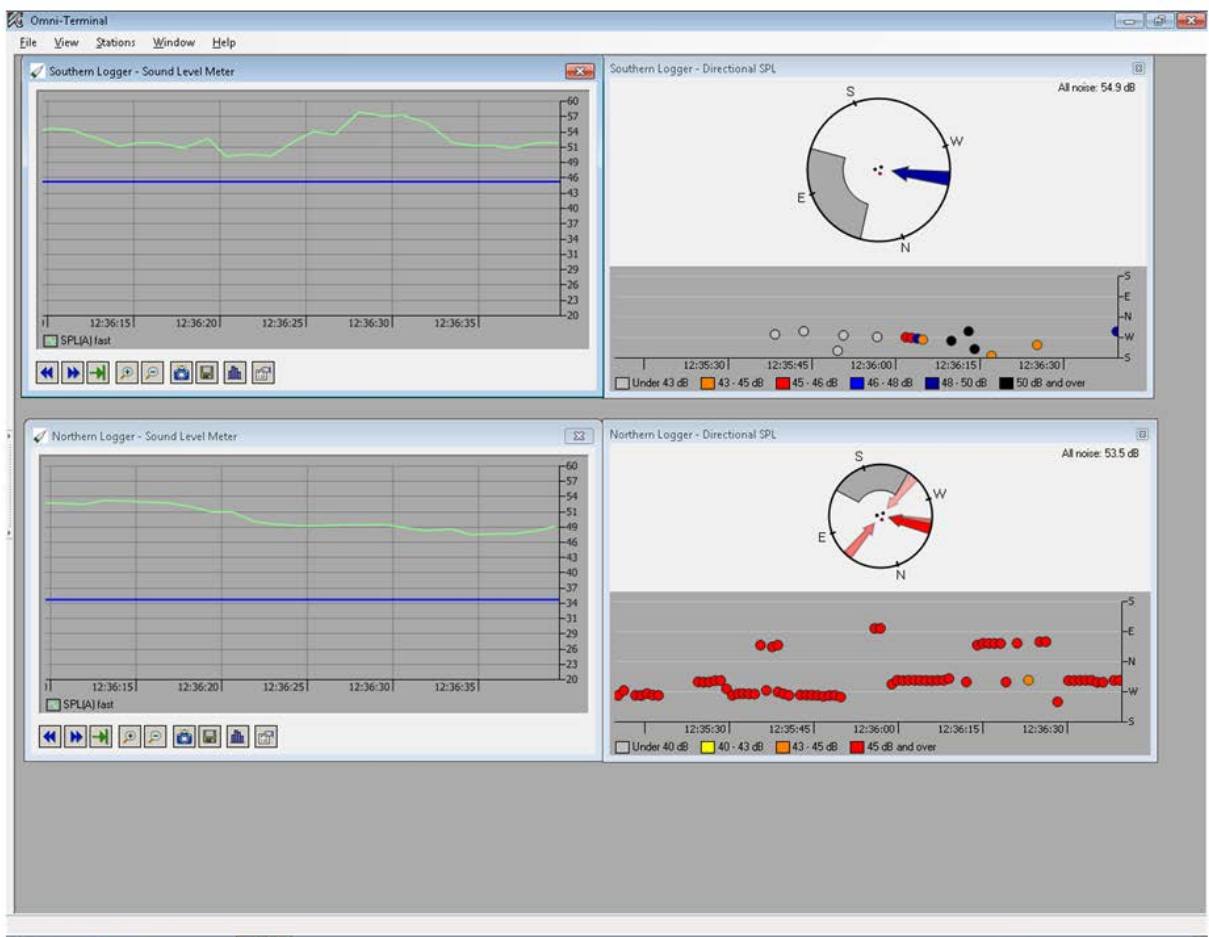 Omni-Terminal
File View Stations Window Help
Southern Logger - Sound Level Meter
60
57
54
51
49
46
43
40
37
34
31
29
26
23
20
12:36:15 12:36:20 12:36:25 12:36:30 12:36:35
SPL(A) fast
Southern Logger - Directional SPL
All noise: 54.9 dB
S
W
E
N
S
E
N
W
S
12:35:30 12:35:45 12:36:00 12:36:15 12:36:30
Under 43 dB 43 - 45 dB 45 - 46 dB 46 - 48 dB 48 - 50 dB 50 dB and over
Northern Logger - Sound Level Meter
60
57
54
51
49
46
43
40
37
34
31
29
26
23
20
12:36:15 12:36:20 12:36:25 12:36:30 12:36:35
SPL(A) fast
Northern Logger - Directional SPL
All noise: 53.5 dB
S
W
E
N
S
E
N
W
S
12:35:30 12:35:45 12:36:00 12:36:15 12:36:30
Under 40 dB 40 - 43 dB 43 - 45 dB 45 dB and over